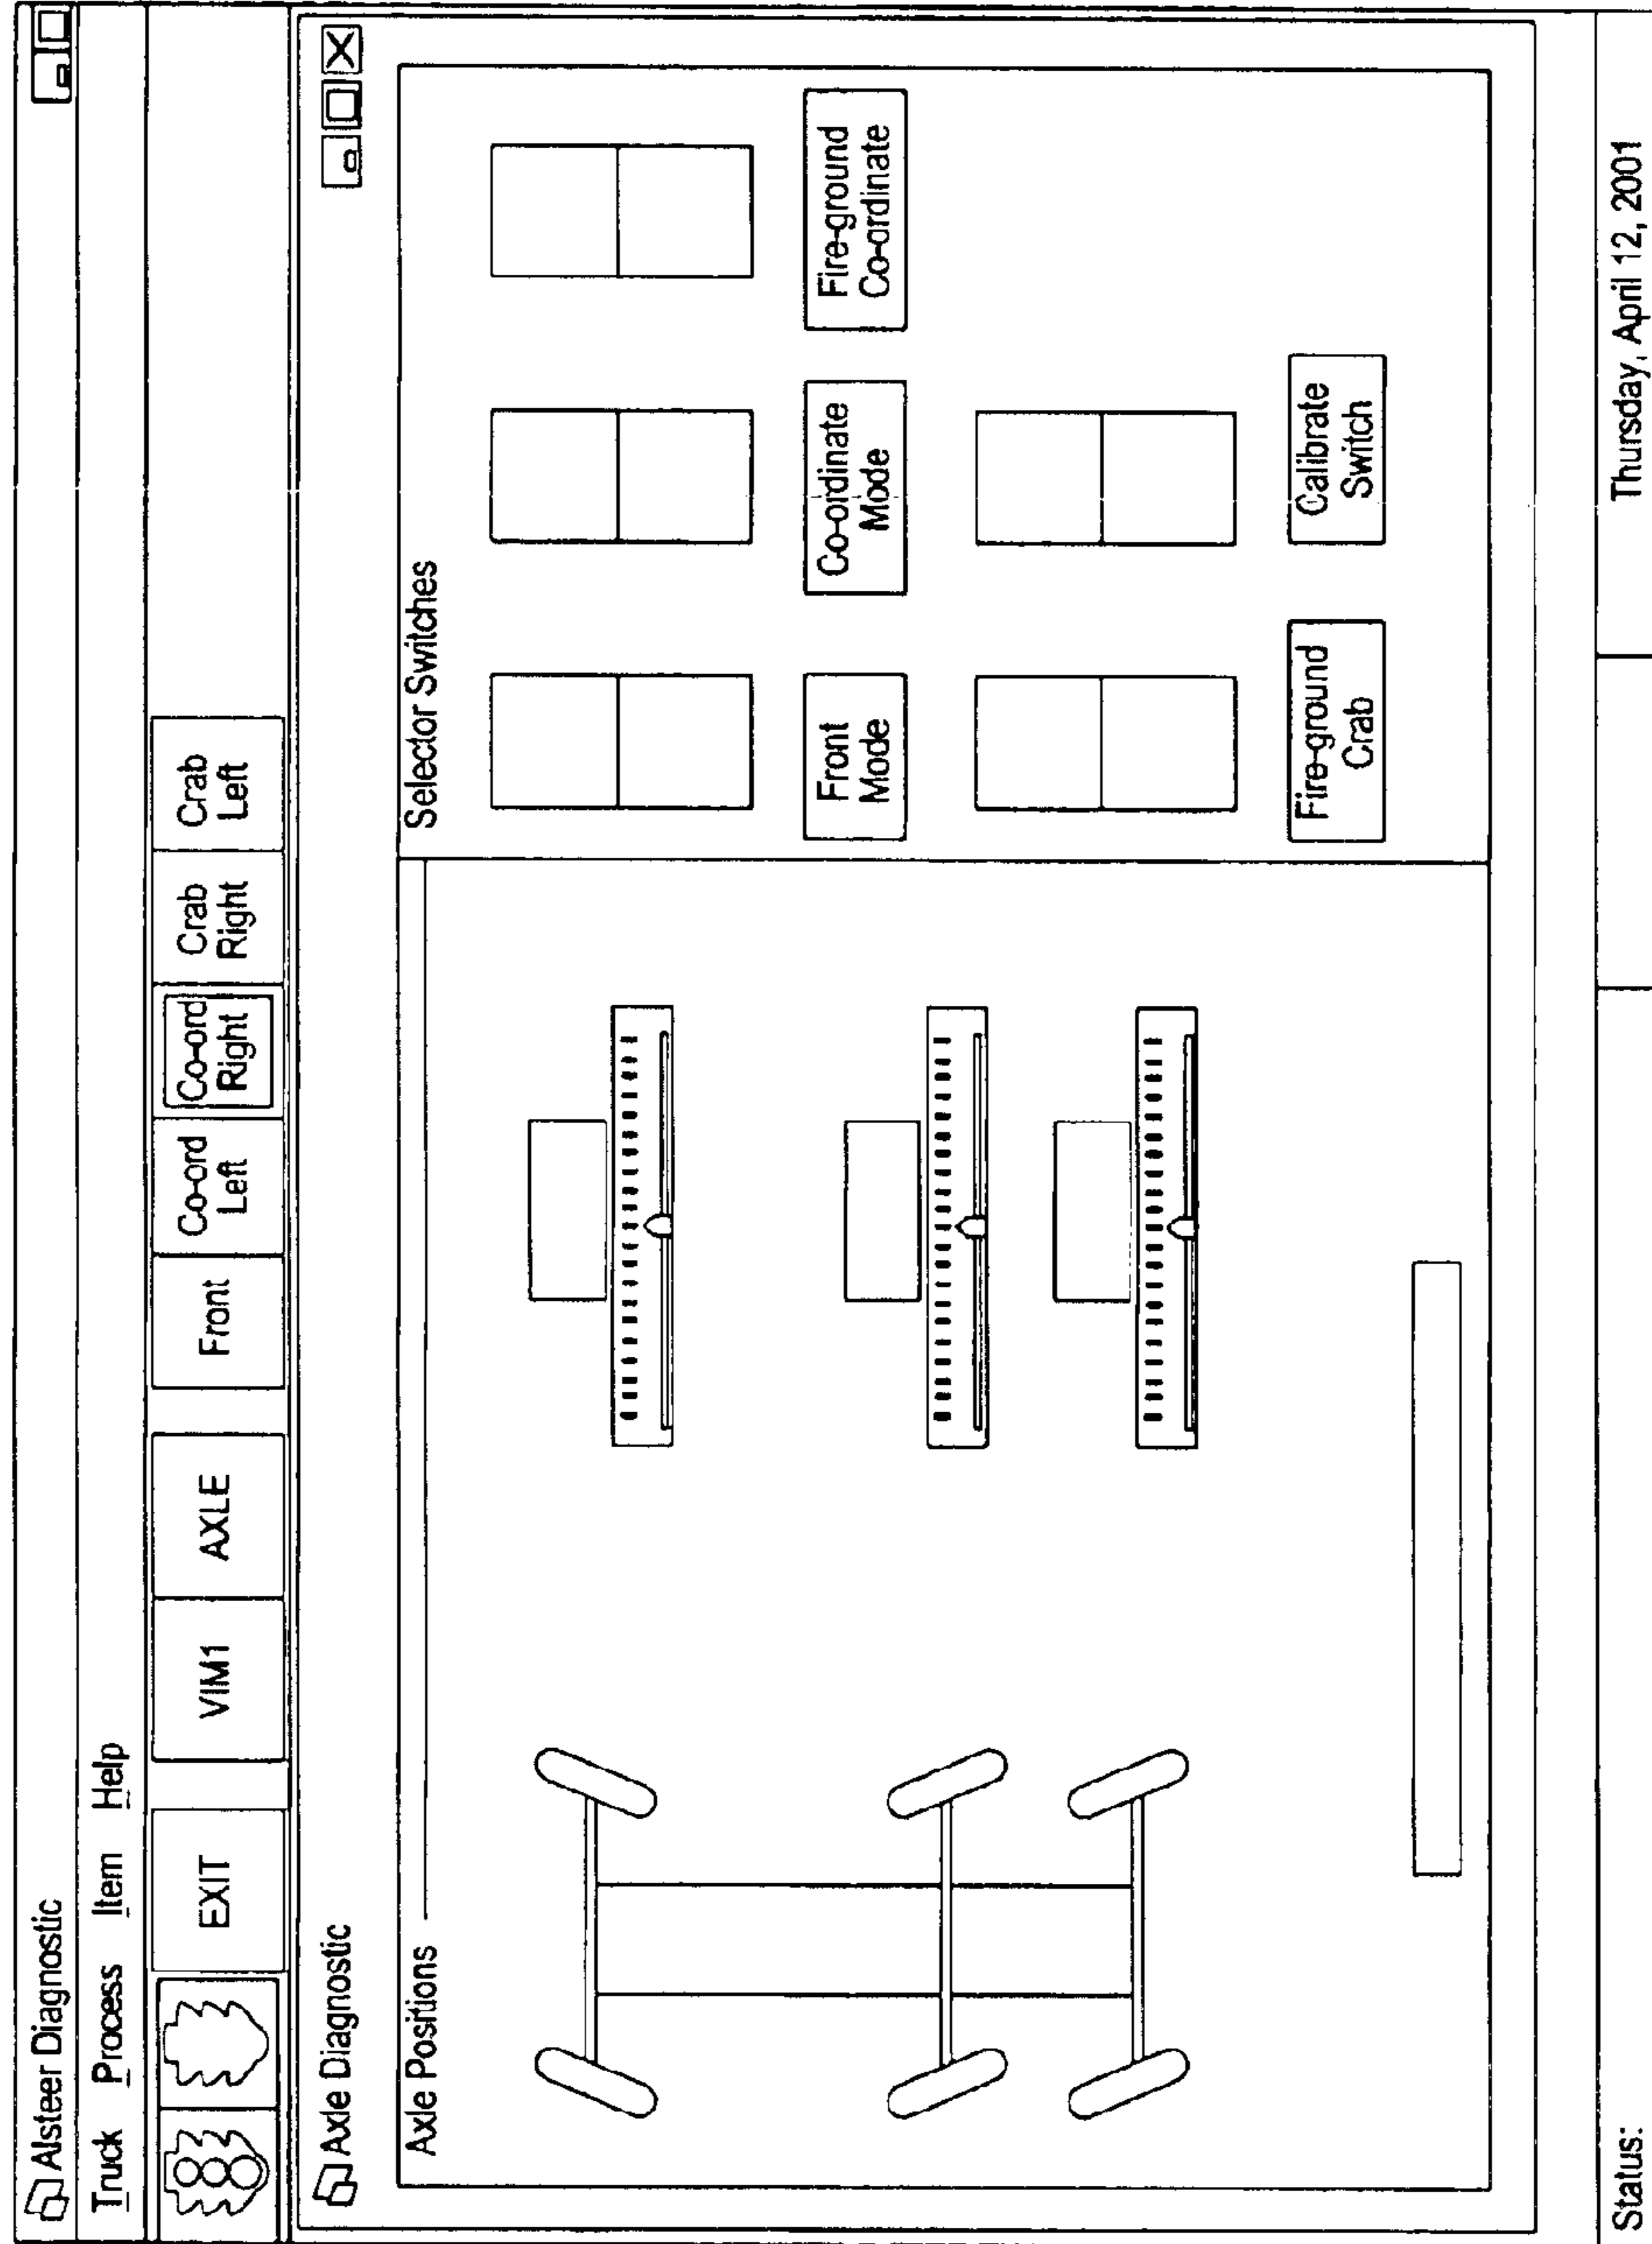 Alsteer Diagnostic
Truck Process Item Help
EXIT VIM1 AXLE Front Co-ord Left Co-ord Right Crab Right Crab Left
Axle Diagnostic
Axle Positions
Selector Switches
Front
Mode
Co-ordinate
Mode
Fire-ground
Co-ordinate
Fire-ground
Crab
Calibrate
Switch
Status:
Thursday, April 12, 2001